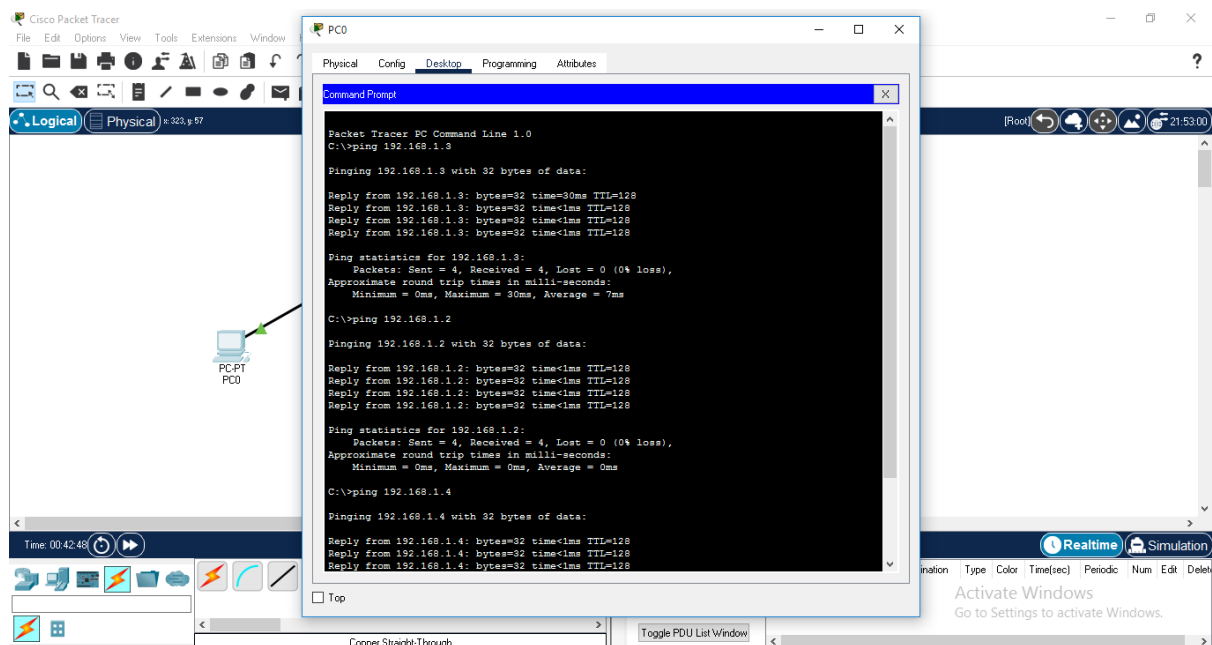 Cisco Packet Tracer
File Edit Options View Tools Extensions Window
PC0
Physical Config Desktop Programming Attributes
?
Command Prompt X
Logical Physical x: 323, y: 57
[Root] 21:53:00
Packet Tracer PC Command Line 1.0
C:\>ping 192.168.1.3
Pinging 192.168.1.3 with 32 bytes of data:
Reply from 192.168.1.3: bytes=32 time=30ms TTL=128
Reply from 192.168.1.3: bytes=32 time<1ms TTL=128
Reply from 192.168.1.3: bytes=32 time<1ms TTL=128
Reply from 192.168.1.3: bytes=32 time<1ms TTL=128
Ping statistics for 192.168.1.3:
Packets: Sent = 4, Received = 4, Lost = 0 (0% loss),
Approximate round trip times in milli-seconds:
Minimum = 0ms, Maximum = 30ms, Average = 7ms
C:\>ping 192.168.1.2
Pinging 192.168.1.2 with 32 bytes of data:
Reply from 192.168.1.2: bytes=32 time<1ms TTL=128
Reply from 192.168.1.2: bytes=32 time<1ms TTL=128
Reply from 192.168.1.2: bytes=32 time<1ms TTL=128
Reply from 192.168.1.2: bytes=32 time<1ms TTL=128
Ping statistics for 192.168.1.2:
Packets: Sent = 4, Received = 4, Lost = 0 (0% loss),
Approximate round trip times in milli-seconds:
Minimum = 0ms, Maximum = 0ms, Average = 0ms
C:\>ping 192.168.1.4
Pinging 192.168.1.4 with 32 bytes of data:
Reply from 192.168.1.4: bytes=32 time<1ms TTL=128
Reply from 192.168.1.4: bytes=32 time<1ms TTL=128
Reply from 192.168.1.4: bytes=32 time<1ms TTL=128
PC-PT
PC0
Time: 00:42:48
Realtime Simulation
ination Type Color Time(sec) Periodic Num Edit Delet
Top
Activate Windows
Go to Settings to activate Windows.
Toggle PDU List Window
Copper Straight-Through